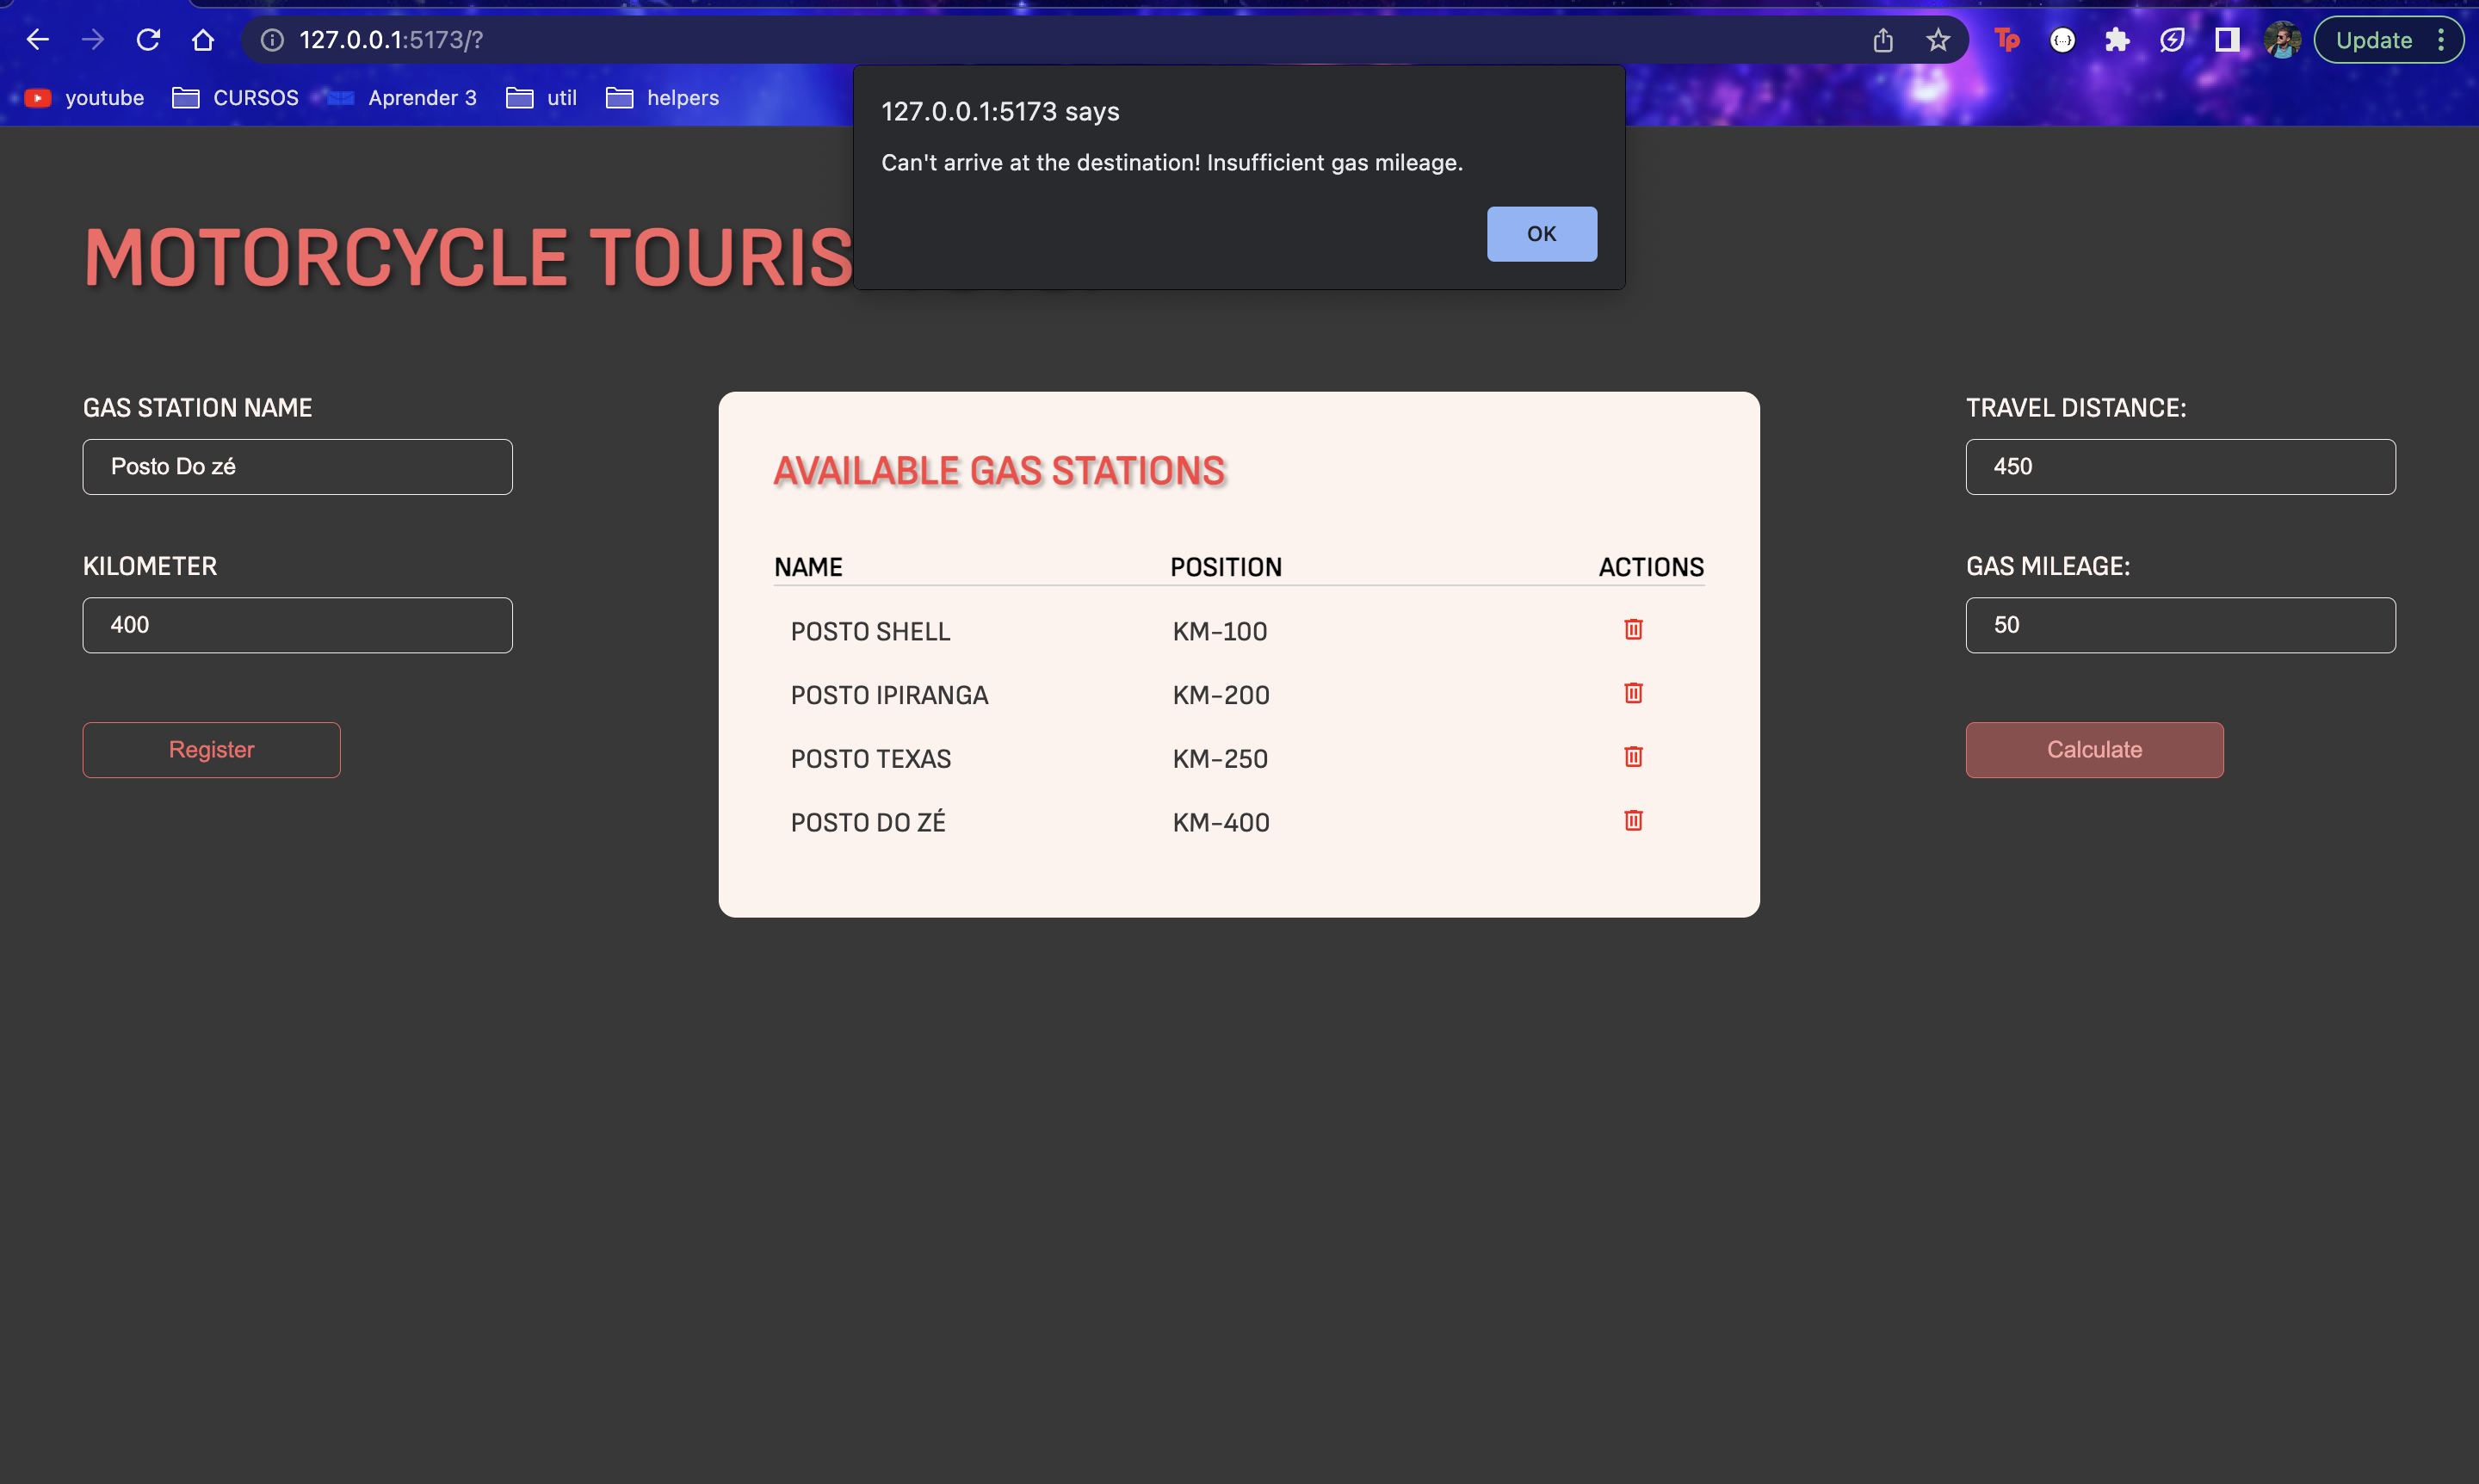 127.0.0.1:5173/?
Tp
{...}
Update
youtube
CURSOS
Aprender 3
util
helpers
127.0.0.1:5173 says
Can't arrive at the destination! Insufficient gas mileage.
OK
MOTORCYCLE TOURIS
GAS STATION NAME
Posto Do zé
KILOMETER
400
Register
AVAILABLE GAS STATIONS
NAME POSITION ACTIONS
POSTO SHELL KM-100
POSTO IPIRANGA KM-200
POSTO TEXAS KM-250
POSTO DO ZÉ KM-400
TRAVEL DISTANCE:
450
GAS MILEAGE:
50
Calculate